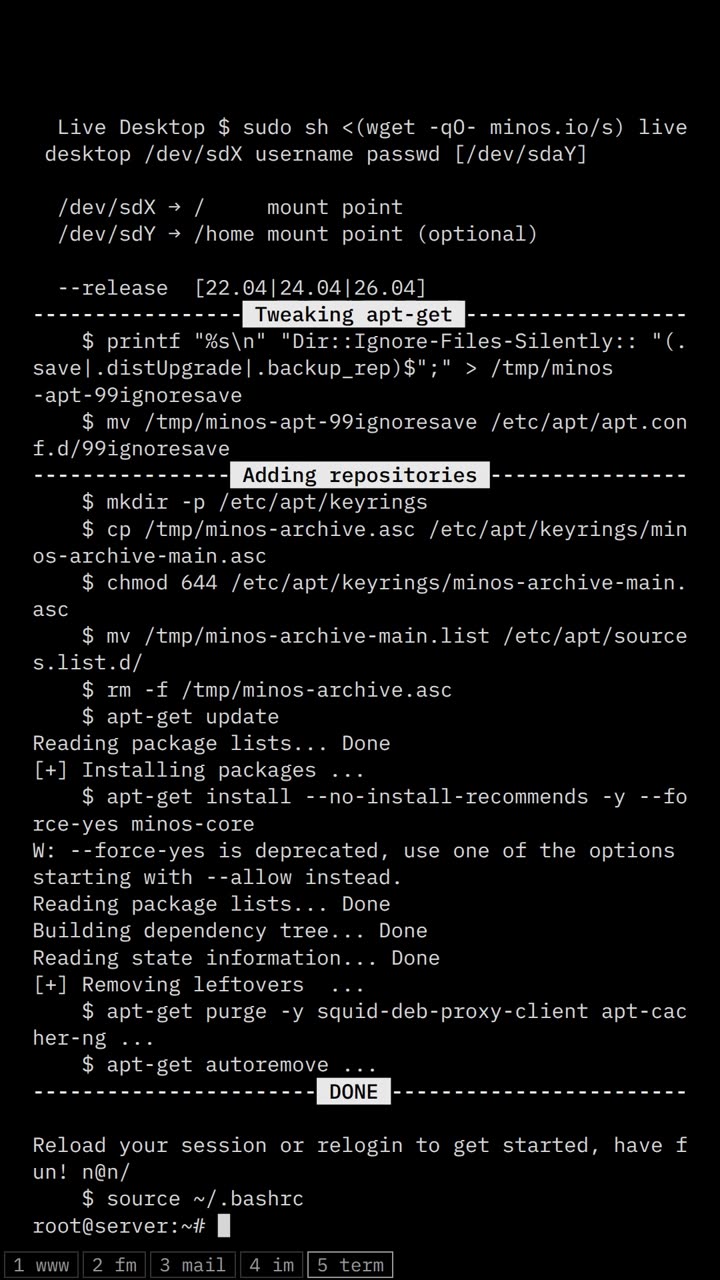 Live Desktop $ sudo sh <(wget -qO- minos.io/s) live
desktop /dev/sdX username passwd [/dev/sdaY]
/dev/sdX → /     mount point
/dev/sdY → /home mount point (optional)
--release  [22.04|24.04|26.04]
----------------- Tweaking apt-get ------------------
$ printf "%s\n" "Dir::Ignore-Files-Silently:: "(.
save|.distUpgrade|.backup_rep)$";" > /tmp/minos
-apt-99ignoresave
$ mv /tmp/minos-apt-99ignoresave /etc/apt/apt.con
f.d/99ignoresave
---------------- Adding repositories ----------------
$ mkdir -p /etc/apt/keyrings
$ cp /tmp/minos-archive.asc /etc/apt/keyrings/min
os-archive-main.asc
$ chmod 644 /etc/apt/keyrings/minos-archive-main.
asc
$ mv /tmp/minos-archive-main.list /etc/apt/source
s.list.d/
$ rm -f /tmp/minos-archive.asc
$ apt-get update
Reading package lists... Done
[+] Installing packages ...
$ apt-get install --no-install-recommends -y --fo
rce-yes minos-core
W: --force-yes is deprecated, use one of the options
starting with --allow instead.
Reading package lists... Done
Building dependency tree... Done
Reading state information... Done
[+] Removing leftovers  ...
$ apt-get purge -y squid-deb-proxy-client apt-cac
her-ng ...
$ apt-get autoremove ...
----------------------- DONE ------------------------
Reload your session or relogin to get started, have f
un! n@n/
$ source ~/.bashrc
root@server:~#
1 www 2 fm 3 mail 4 im 5 term